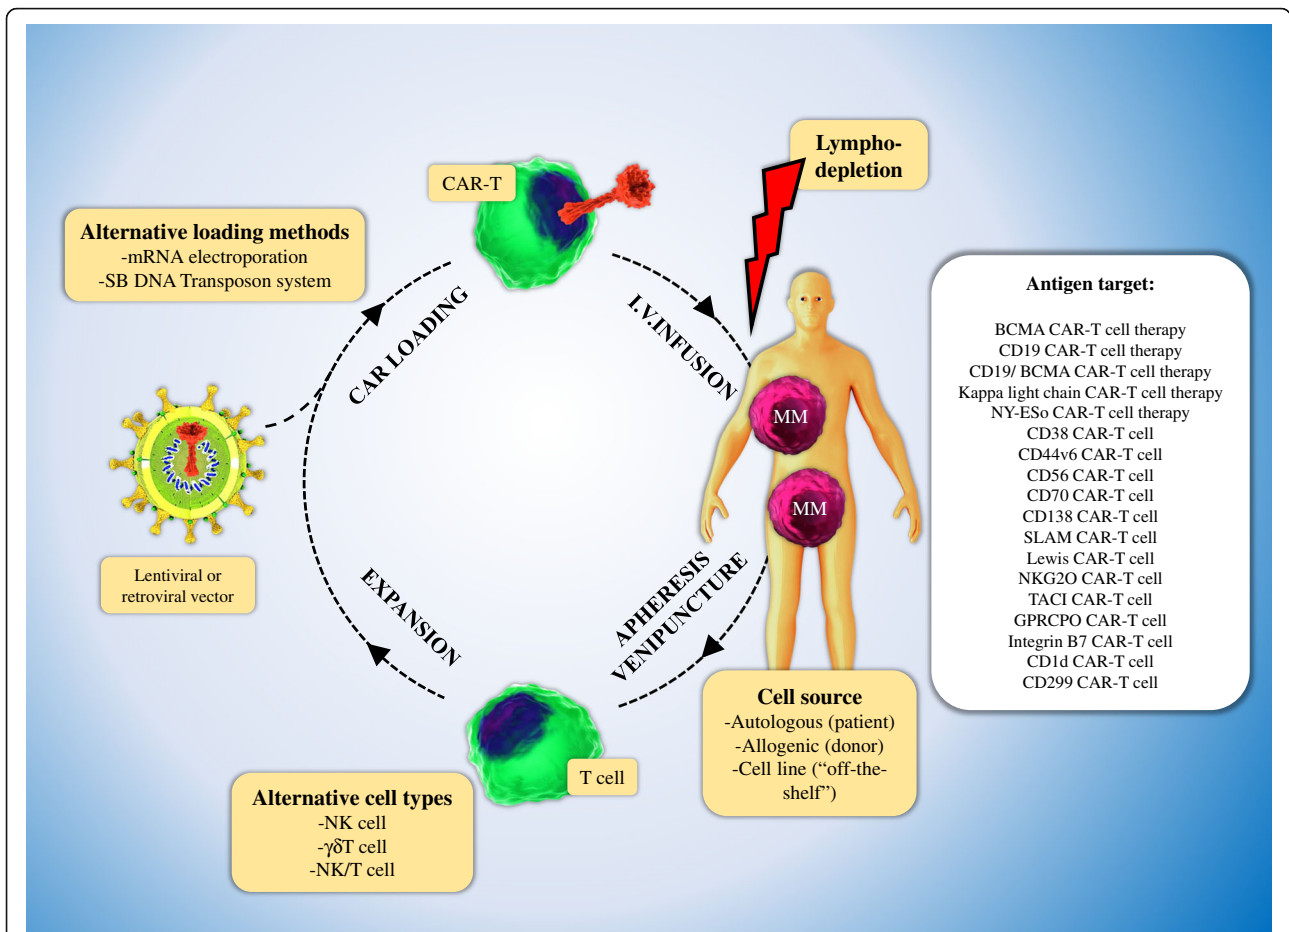 Lympho-
depletion
CAR-T
Alternative loading methods
-mRNA electroporation
-SB DNA Transposon system
CAR LOADING
I.V.INFUSION
Antigen target:
BCMA CAR-T cell therapy
CD19 CAR-T cell therapy
CD19/ BCMA CAR-T cell therapy
Kappa light chain CAR-T cell therapy
NY-ESo CAR-T cell therapy
CD38 CAR-T cell
CD44v6 CAR-T cell
CD56 CAR-T cell
CD70 CAR-T cell
CD138 CAR-T cell
SLAM CAR-T cell
Lewis CAR-T cell
NKG2O CAR-T cell
TACI CAR-T cell
GPRCPO CAR-T cell
Integrin B7 CAR-T cell
CD1d CAR-T cell
CD299 CAR-T cell
MM
MM
Lentiviral or
retroviral vector
EXPANSION
APHERESIS
VENIPUNCTURE
Cell source
-Autologous (patient)
-Allogenic (donor)
-Cell line (“off-the-
shelf”)
T cell
Alternative cell types
-NK cell
-γδT cell
-NK/T cell